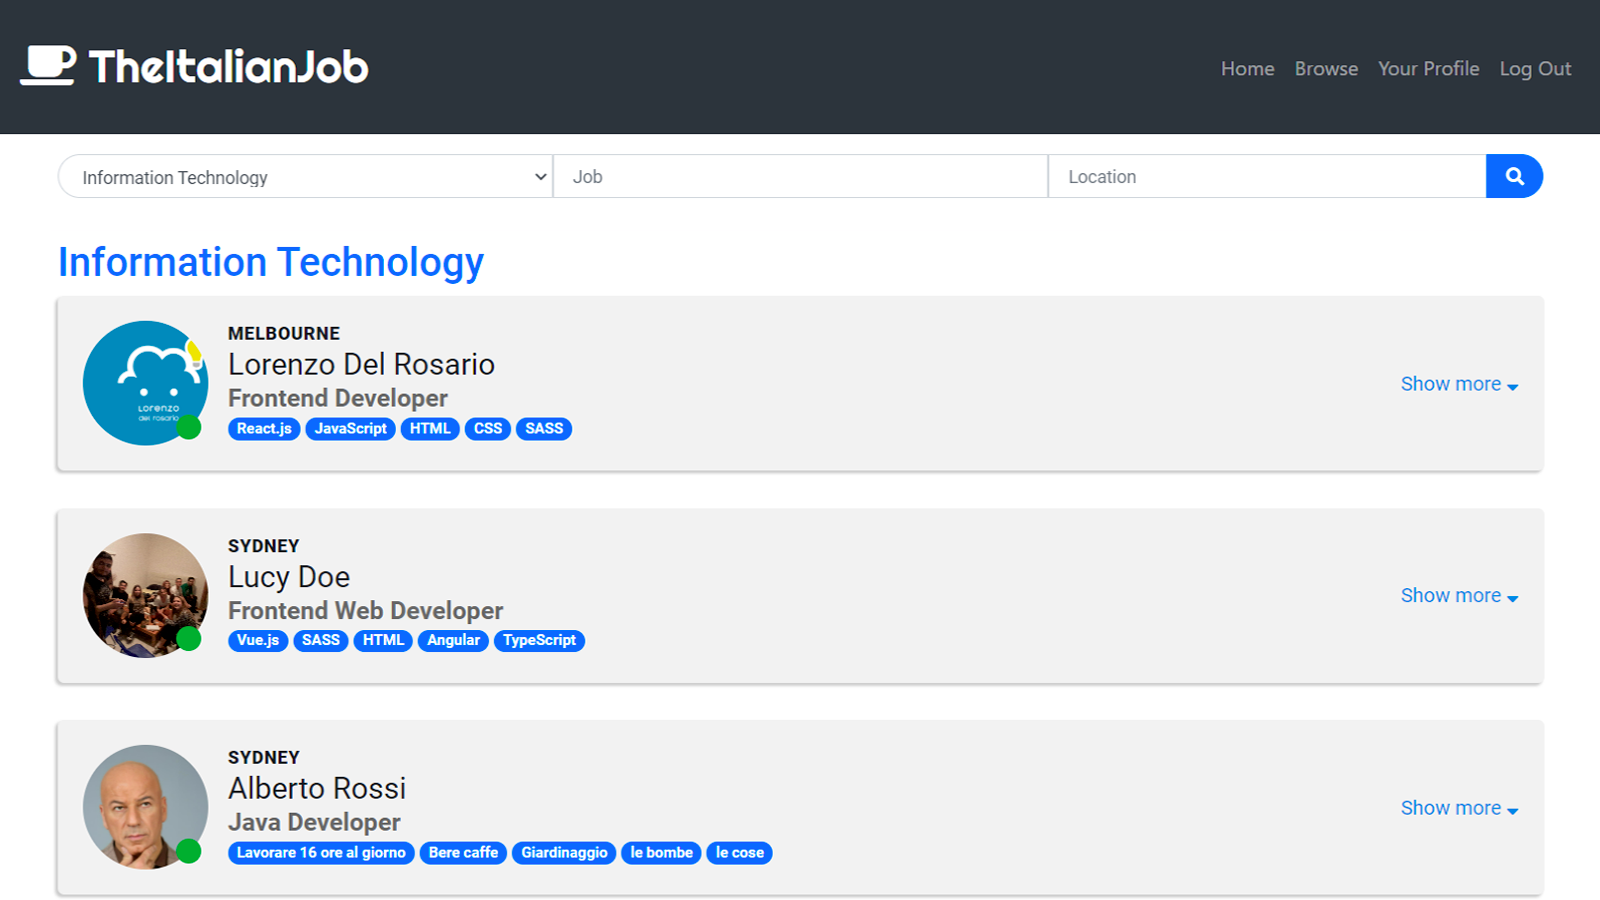 TheItalianJob
Home Browse Your Profile Log Out
Information Technology Job Location
Information Technology
MELBOURNE
Lorenzo Del Rosario
Frontend Developer
React.js JavaScript HTML CSS SASS
Show more
Lorenzo
del rosario
SYDNEY
Lucy Doe
Frontend Web Developer
Vue.js SASS HTML Angular TypeScript
Show more
SYDNEY
Alberto Rossi
Java Developer
Lavorare 16 ore al giorno Bere caffe Giardinaggio le bombe le cose
Show more